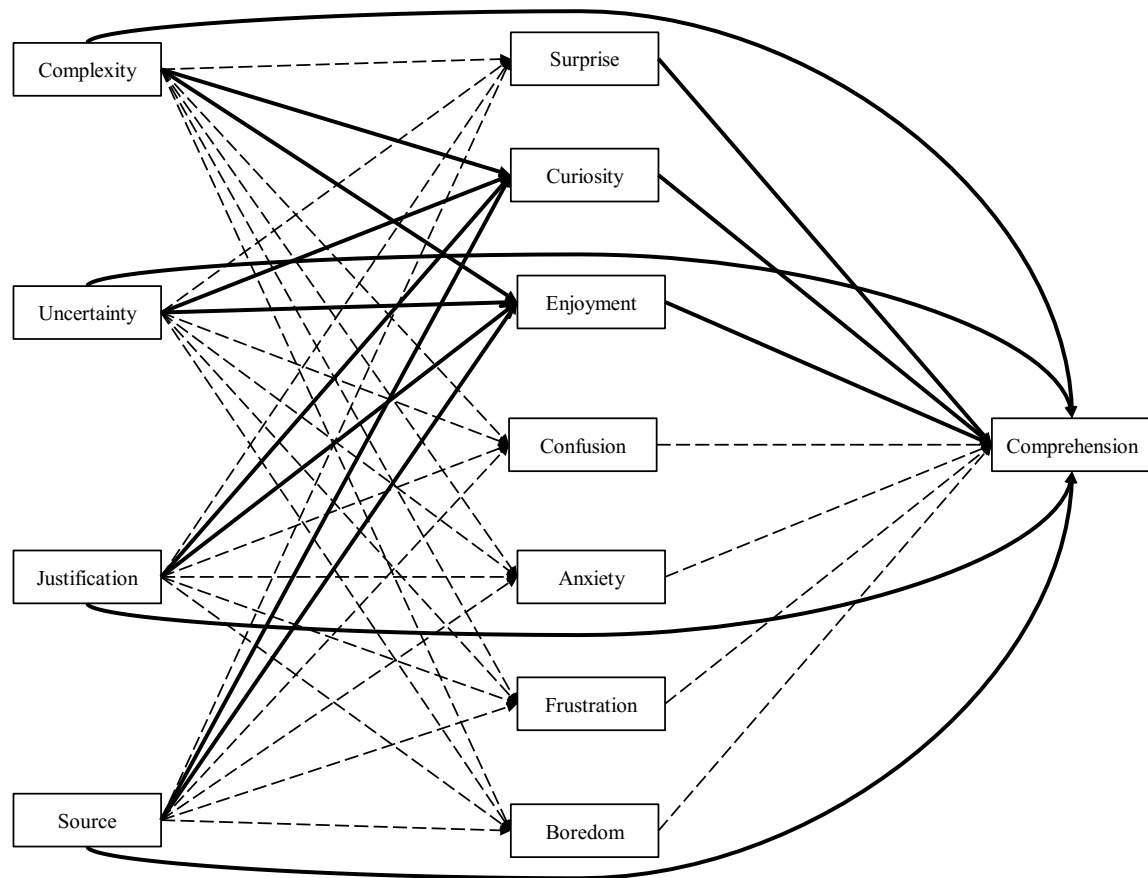 Complexity
Uncertainty
Justification
Source
Surprise
Curiosity
Enjoyment
Confusion
Anxiety
Frustration
Boredom
Comprehension